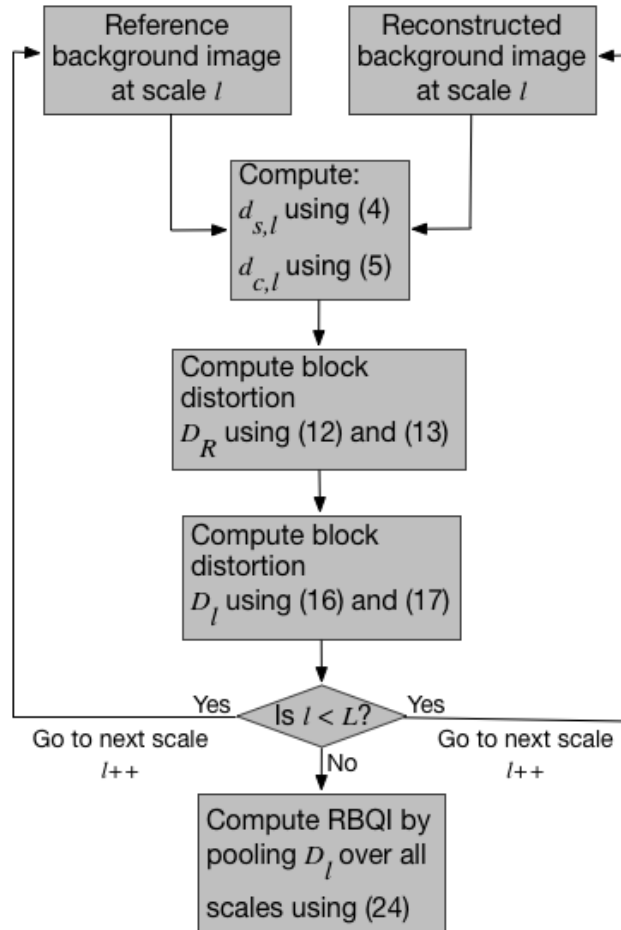 Reference
background image
at scale l
Reconstructed
background image
at scale l
Compute:
d_{s,l} using (4)
d_{c,l} using (5)
Compute block
distortion
D_R using (12) and (13)
Compute block
distortion
D_l using (16) and (17)
Yes
Is l < L?
Yes
Go to next scale
l++
Go to next scale
l++
No
Compute RBQI by
pooling D_l over all
scales using (24)